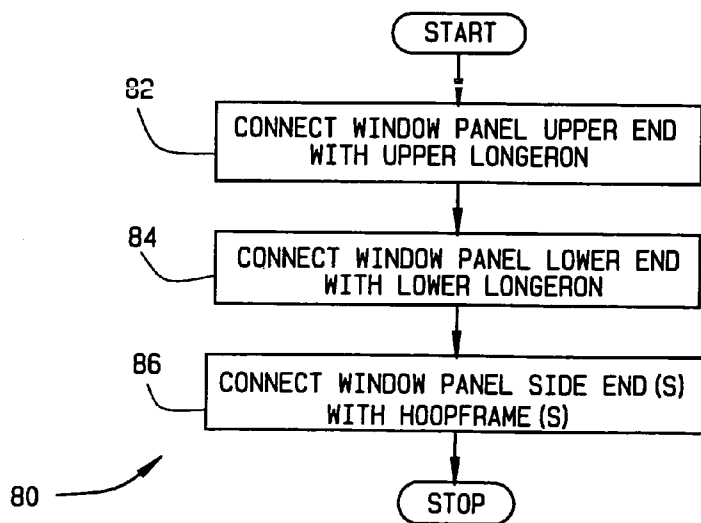 START
82
CONNECT WINDOW PANEL UPPER END
WITH UPPER LONGERON
84
CONNECT WINDOW PANEL LOWER END
WITH LOWER LONGERON
86
CONNECT WINDOW PANEL SIDE END(S)
WITH HOOPFRAME(S)
80
STOP